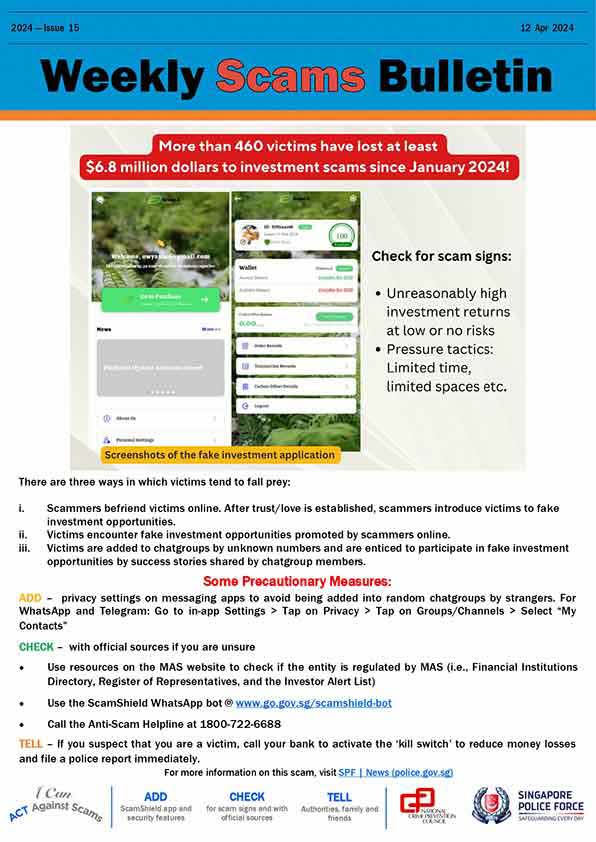 2024 — Issue 15
12 Apr 2024
Weekly Scams Bulletin
More than 460 victims have lost at least
$6.8 million dollars to investment scams since January 2024!
Go to Purchase
News
More >>
About Us
Personal Settings
100
Wallet
0.00
Order Records
Transaction Records
Carbon Offset Details
Logout
Screenshots of the fake investment application
Check for scam signs:
• Unreasonably high
investment returns
at low or no risks
• Pressure tactics:
Limited time,
limited spaces etc.
There are three ways in which victims tend to fall prey:
i. Scammers befriend victims online. After trust/love is established, scammers introduce victims to fake
investment opportunities.
ii. Victims encounter fake investment opportunities promoted by scammers online.
iii. Victims are added to chatgroups by unknown numbers and are enticed to participate in fake investment
opportunities by success stories shared by chatgroup members.
Some Precautionary Measures:
ADD – privacy settings on messaging apps to avoid being added into random chatgroups by strangers. For
WhatsApp and Telegram: Go to in-app Settings > Tap on Privacy > Tap on Groups/Channels > Select “My
Contacts”
CHECK – with official sources if you are unsure
• Use resources on the MAS website to check if the entity is regulated by MAS (i.e., Financial Institutions
Directory, Register of Representatives, and the Investor Alert List)
• Use the ScamShield WhatsApp bot @ www.go.gov.sg/scamshield-bot
• Call the Anti-Scam Helpline at 1800-722-6688
TELL – If you suspect that you are a victim, call your bank to activate the ‘kill switch’ to reduce money losses
and file a police report immediately.
For more information on this scam, visit SPF | News (police.gov.sg)
I Can
ACT Against Scams
ADD
ScamShield app and
security features
CHECK
for scam signs and with
official sources
TELL
Authorities, family and
friends
NATIONAL
CRIME PREVENTION
COUNCIL
SINGAPORE
POLICE FORCE
SAFEGUARDING EVERY DAY